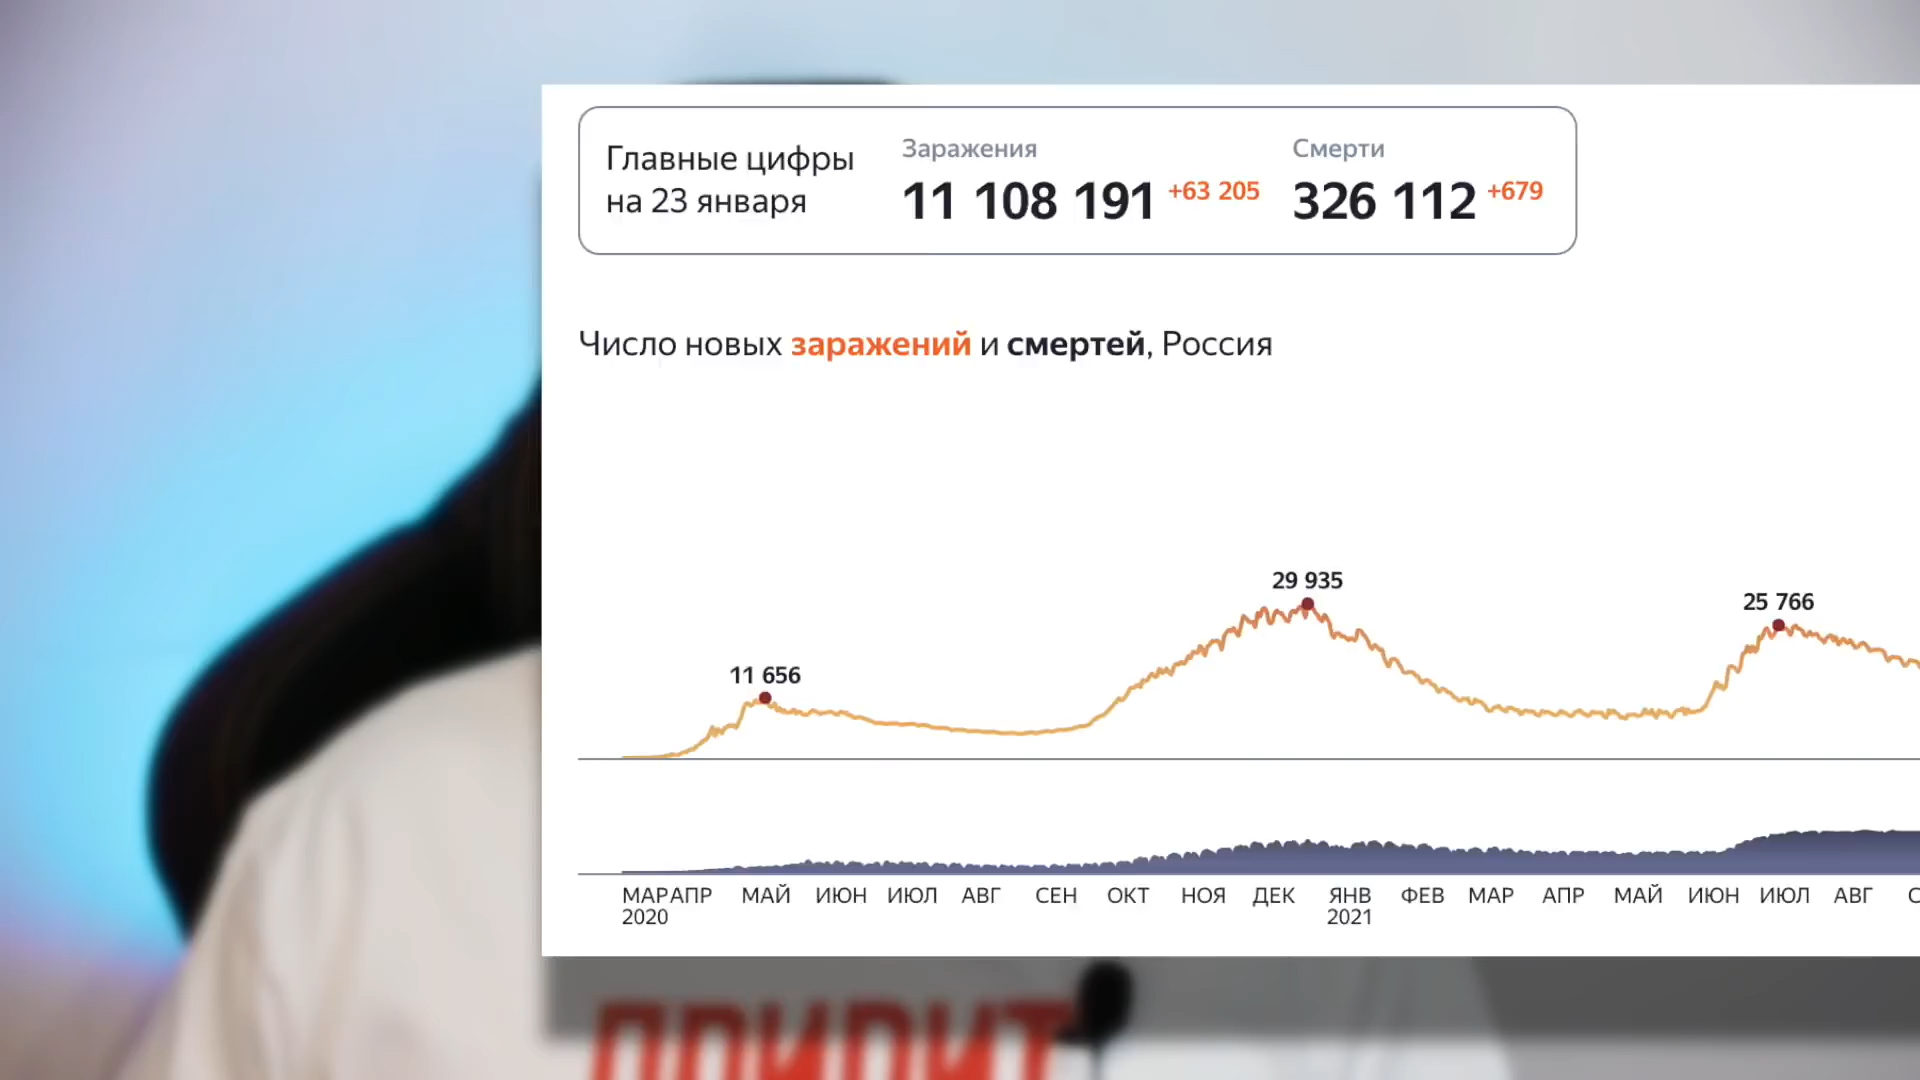 Главные цифры
на 23 января
Заражения
11 108 191 +63 205
Смерти
326 112 +679
Число новых заражений и смертей, Россия
11 656
29 935
25 766
МАР АПР МАЙ ИЮН ИЮЛ АВГ СЕН ОКТ НОЯ ДЕК ЯНВ ФЕВ МАР АПР МАЙ ИЮН ИЮЛ АВГ
2020 2021